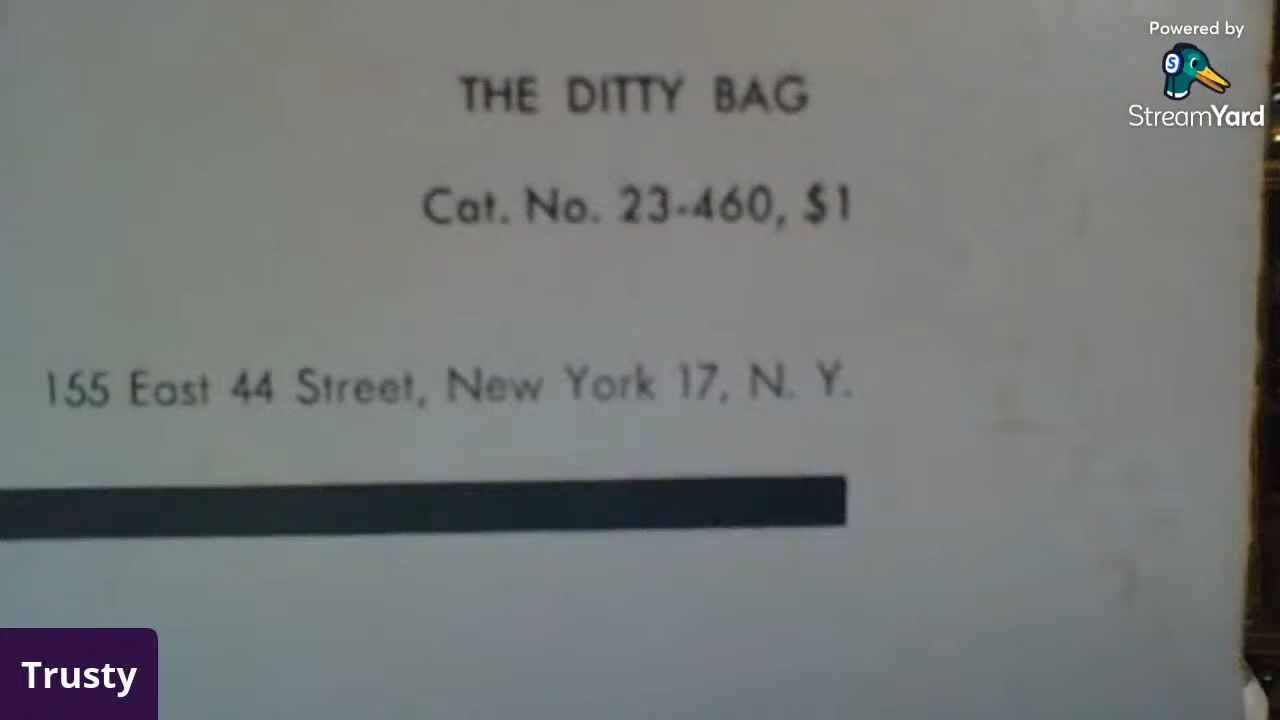 Powered by
StreamYard
THE DITTY BAG
Cat. No. 23-460, $1
155 East 44 Street, New York 17, N. Y.
Trusty